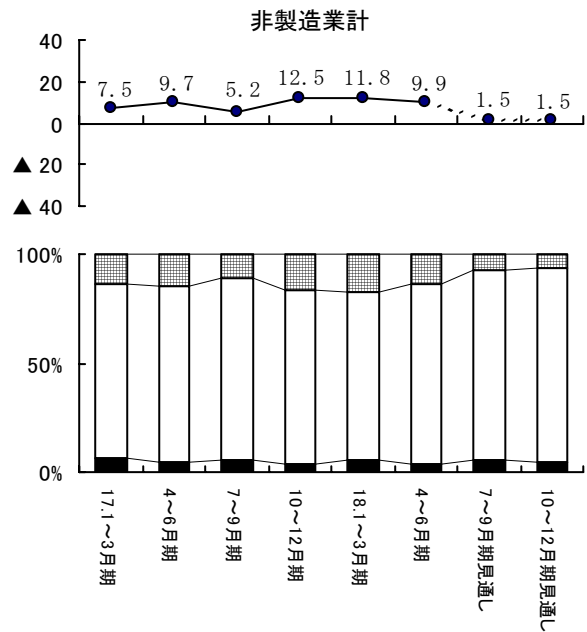 非製造業計
40
20
0
▲ 20
▲ 40
7.5 9.7 5.2 12.5 11.8 9.9 1.5 1.5
100%
50%
0%
17.1～3月期
4～6月期
7～9月期
10～12月期
18.1～3月期
4～6月期
7～9月期見通し
10～12月期見通し